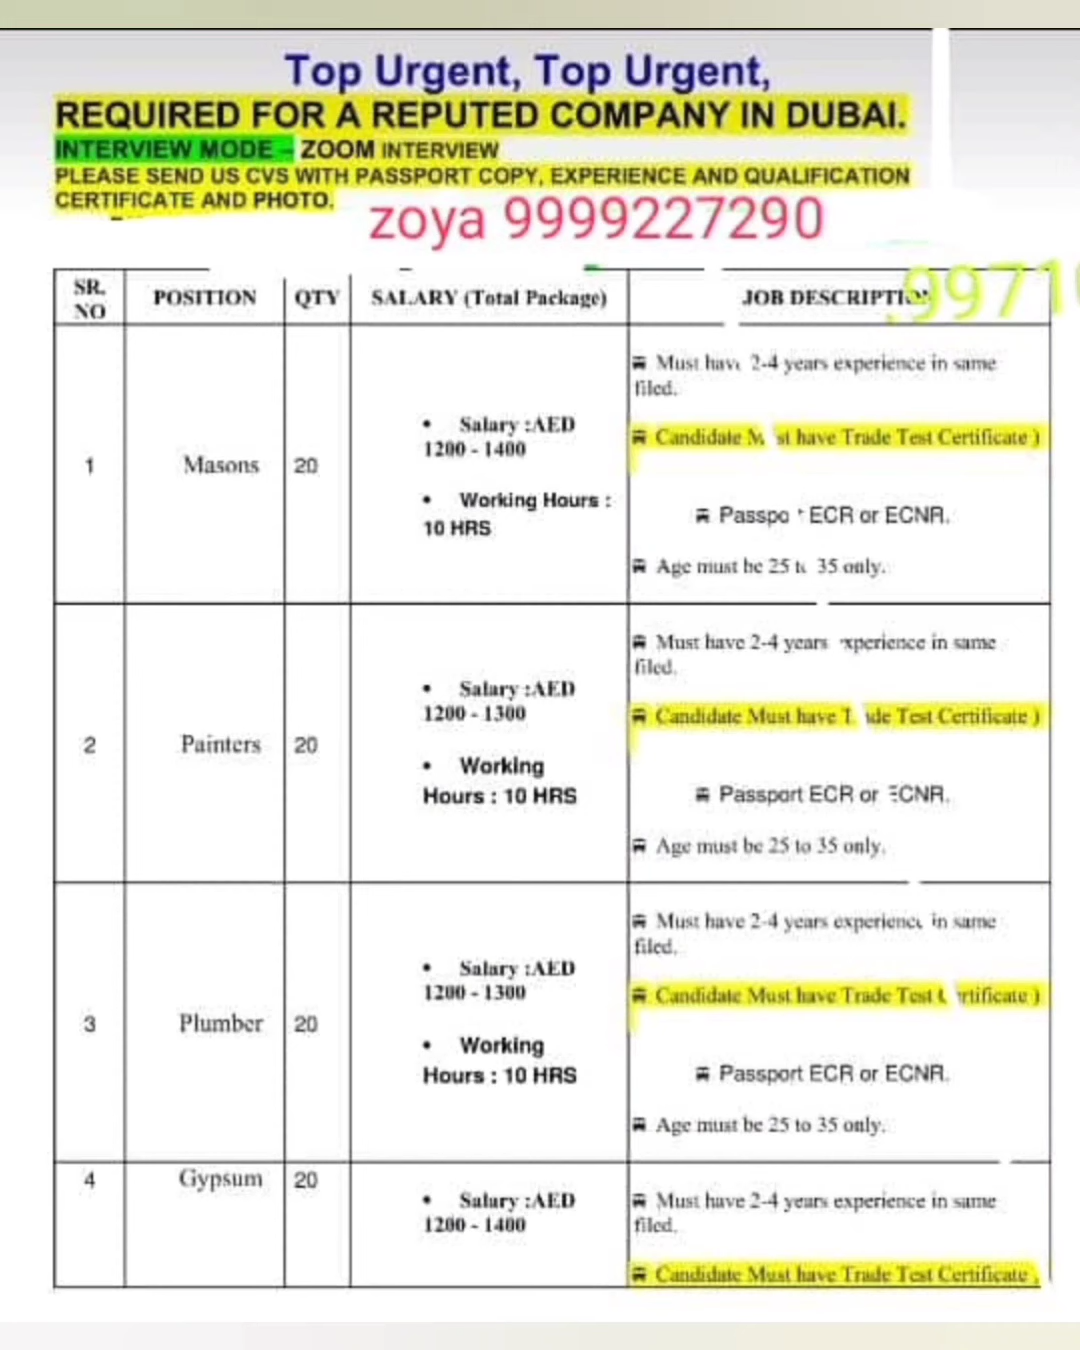 Top Urgent, Top Urgent,
REQUIRED FOR A REPUTED COMPANY IN DUBAI.
INTERVIEW MODE – ZOOM INTERVIEW
PLEASE SEND US CVS WITH PASSPORT COPY, EXPERIENCE AND QUALIFICATION
CERTIFICATE AND PHOTO.
zoya 9999227290
.9971
SR. NO
POSITION
QTY
SALARY (Total Package)
JOB DESCRIPTION
1
Masons
20
• Salary :AED
1200 - 1400
• Working Hours :
10 HRS
Must have 2-4 years experience in same
filed.
Candidate Must have Trade Test Certificate )
Passport ECR or ECNR.
Age must be 25 to 35 only.
2
Painters
20
• Salary :AED
1200 - 1300
• Working
Hours : 10 HRS
Must have 2-4 years experience in same
filed.
Candidate Must have Trade Test Certificate )
Passport ECR or ECNR.
Age must be 25 to 35 only.
3
Plumber
20
• Salary :AED
1200 - 1300
• Working
Hours : 10 HRS
Must have 2-4 years experience in same
filed.
Candidate Must have Trade Test Certificate )
Passport ECR or ECNR.
Age must be 25 to 35 only.
4
Gypsum
20
• Salary :AED
1200 - 1400
Must have 2-4 years experience in same
filed.
Candidate Must have Trade Test Certificate